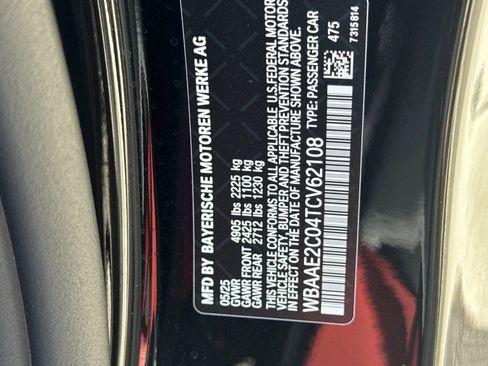 MFD BY BAYERISCHE MOTOREN WERKE AG
05/25
GVWR 4905 lbs 2225 kg
GAWR FRONT 2425 lbs 1100 kg
GAWR REAR 2712 lbs 1230 kg
THIS VEHICLE CONFORMS TO ALL APPLICABLE U.S. FEDERAL MOTOR
VEHICLE SAFETY, BUMPER AND THEFT PREVENTION STANDARDS
IN EFFECT ON THE DATE OF MANUFACTURE SHOWN ABOVE.
WBAAE2C04TCV62108 TYPE: PASSENGER CAR
475
7315814